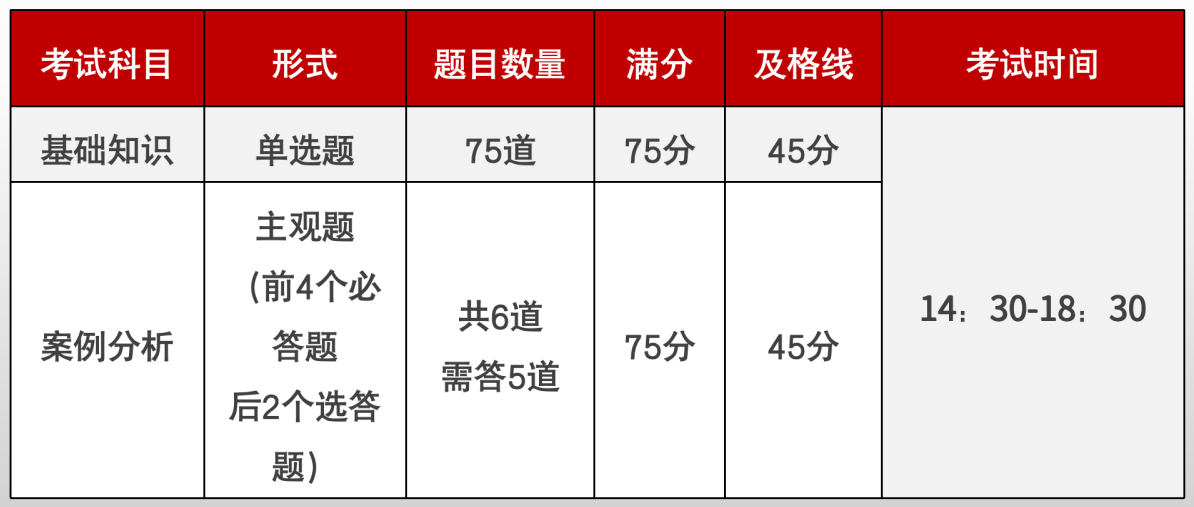 考试科目
形式
题目数量
满分
及格线
考试时间
基础知识
单选题
75道
75分
45分
14：30-18：30
案例分析
主观题
（前4个必
答题
后2个选答
题）
共6道
需答5道
75分
45分